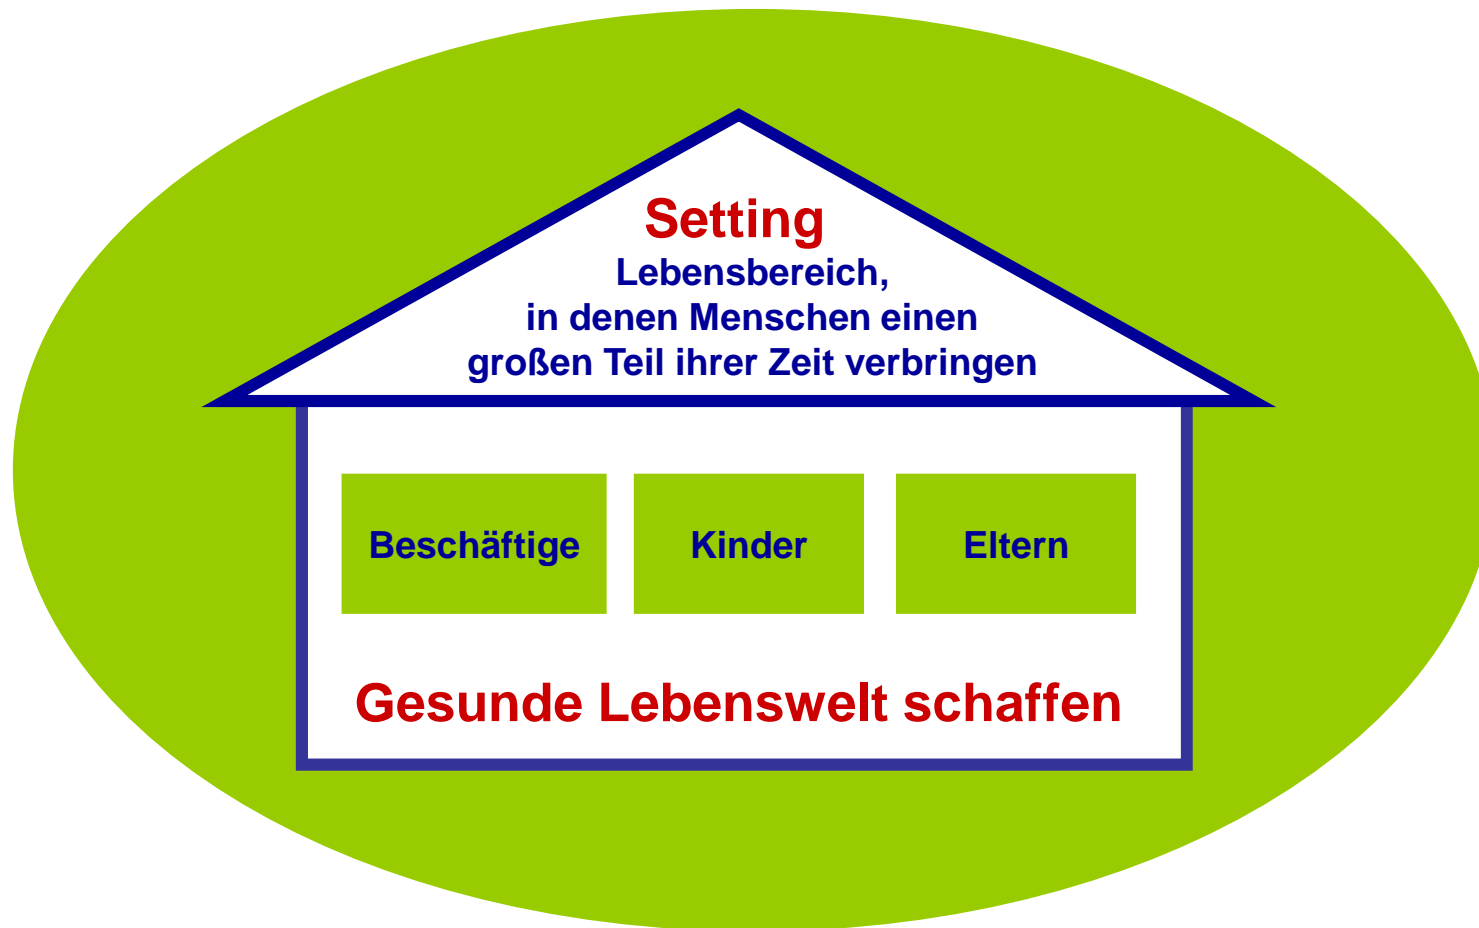 Setting
Lebensbereich,
in denen Menschen einen
großen Teil ihrer Zeit verbringen
Beschäftige
Kinder
Eltern
Gesunde Lebenswelt schaffen